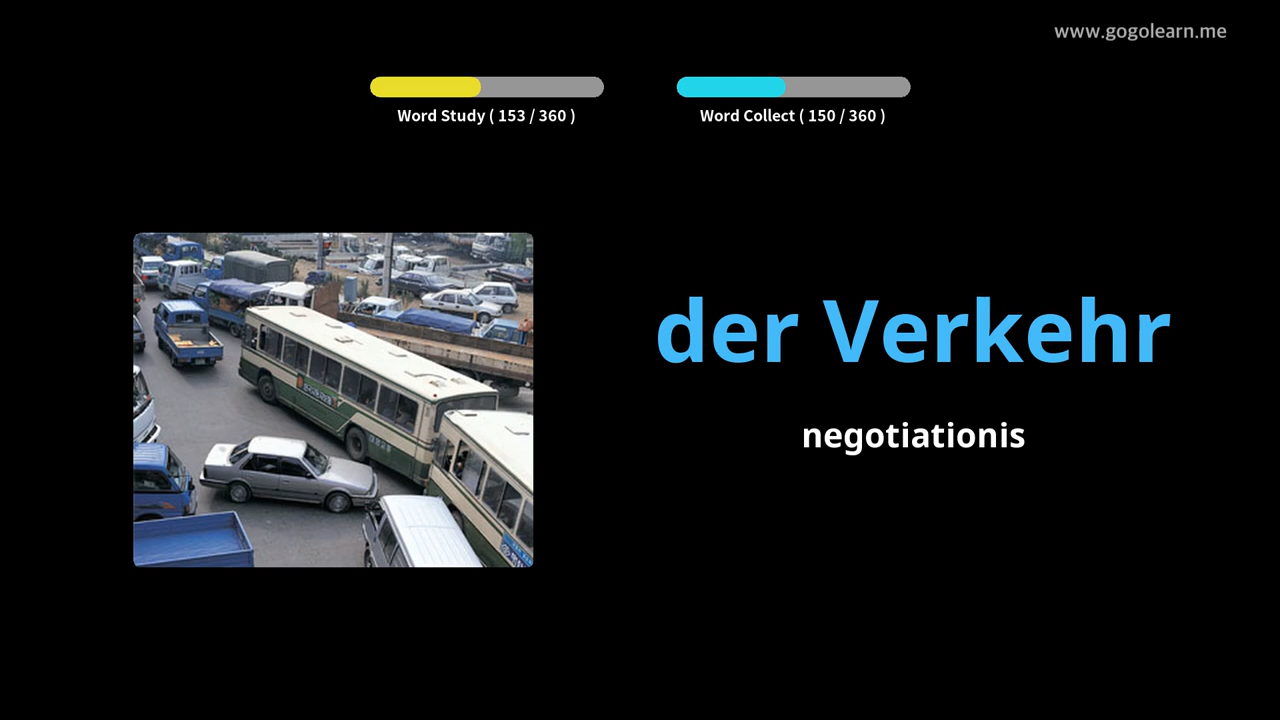 www.gogolearn.me
Word Study ( 153 / 360 )
Word Collect ( 150 / 360 )
der Verkehr
negotiationis